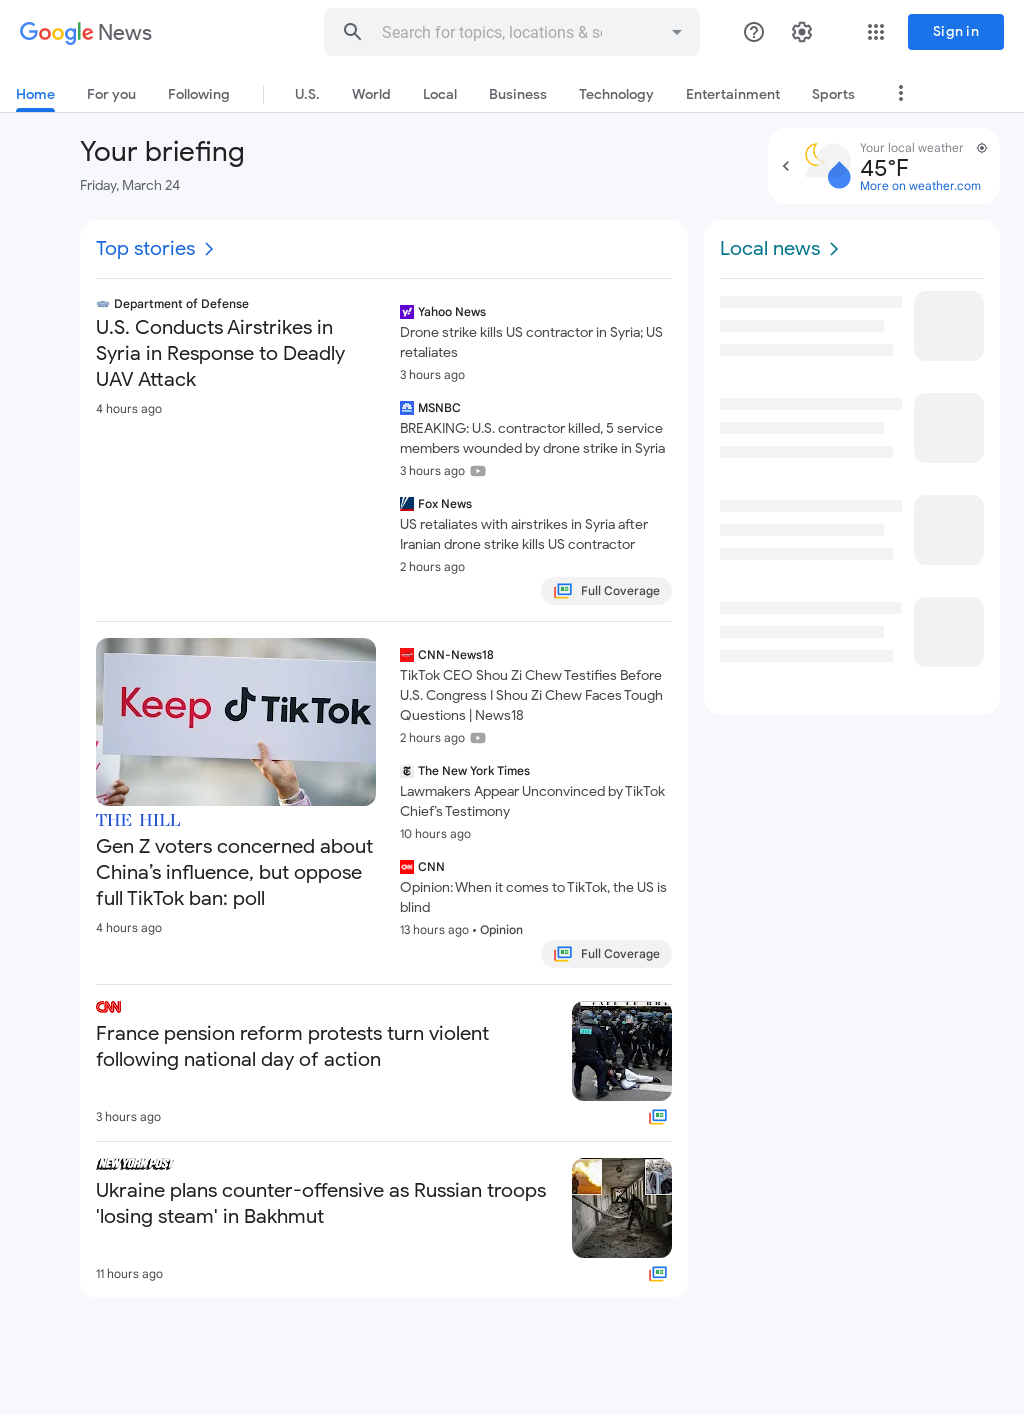 Google News
Search for topics, locations & s
Sign in
Home
For you
Following
U.S.
World
Local
Business
Technology
Entertainment
Sports
Your briefing
Friday, March 24
Your local weather
45°F
More on weather.com
Top stories
Department of Defense
U.S. Conducts Airstrikes in
Syria in Response to Deadly
UAV Attack
4 hours ago
Yahoo News
Drone strike kills US contractor in Syria; US
retaliates
3 hours ago
MSNBC
BREAKING: U.S. contractor killed, 5 service
members wounded by drone strike in Syria
3 hours ago
Fox News
US retaliates with airstrikes in Syria after
Iranian drone strike kills US contractor
2 hours ago
Full Coverage
Keep TikTok
THE HILL
Gen Z voters concerned about
China’s influence, but oppose
full TikTok ban: poll
4 hours ago
CNN-News18
TikTok CEO Shou Zi Chew Testifies Before
U.S. Congress I Shou Zi Chew Faces Tough
Questions | News18
2 hours ago
The New York Times
Lawmakers Appear Unconvinced by TikTok
Chief’s Testimony
10 hours ago
CNN
CNN
Opinion: When it comes to TikTok, the US is
blind
13 hours ago • Opinion
Full Coverage
CNN
France pension reform protests turn violent
following national day of action
3 hours ago
CAFE LE BRA
NEW YORK POST
Ukraine plans counter-offensive as Russian troops
'losing steam' in Bakhmut
11 hours ago
Local news